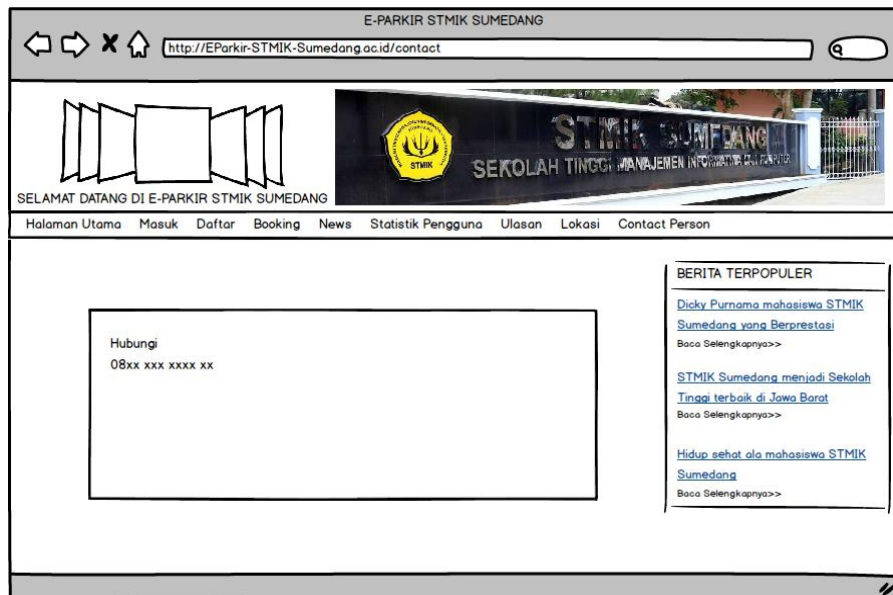 E-PARKIR STMIK SUMEDANG
http://EParkir-STMIK-Sumedang.ac.id/contact
STMIK SUMEDANG
SEKOLAH TINGGI MANAJEMEN INFORMATIKA
STMIK
SELAMAT DATANG DI E-PARKIR STMIK SUMEDANG
Halaman Utama Masuk Daftar Booking News Statistik Pengguna Ulasan Lokasi Contact Person
Hubungi
08xx xxx xxxx xx
BERITA TERPOPULER
Dicky Purnama mahasiswa STMIK
Sumedang yang Berprestasi
Baca Selengkapnya>>
STMIK Sumedang menjadi Sekolah
Tinggi terbaik di Jawa Barat
Baca Selengkapnya>>
Hidup sehat ala mahasiswa STMIK
Sumedang
Baca Selengkapnya>>